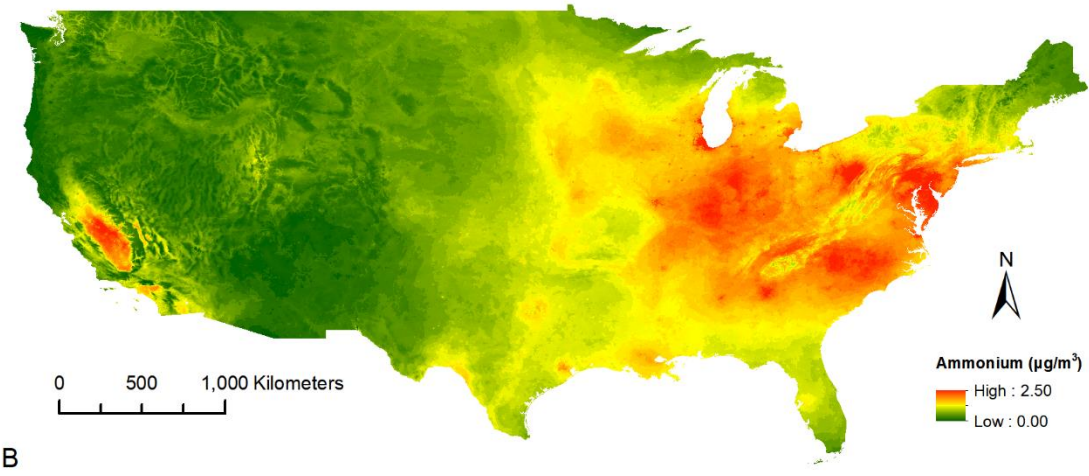 N
Ammonium (µg/m³)
High : 2.50
Low : 0.00
0 500 1,000 Kilometers
B